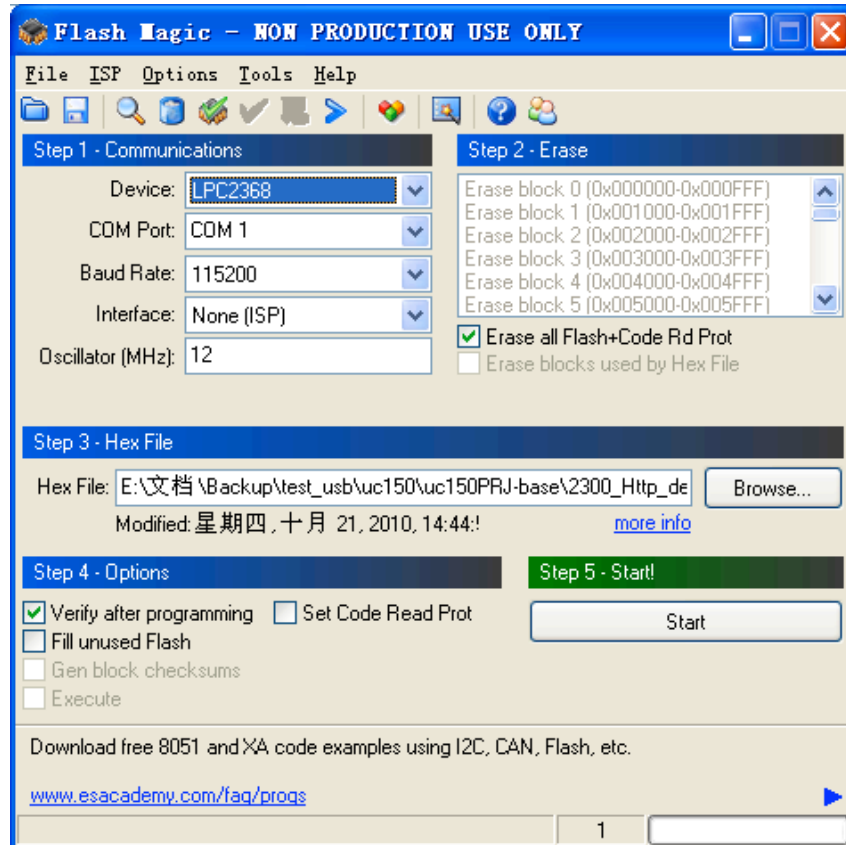 Flash Magic - NON PRODUCTION USE ONLY
File ISP Options Tools Help
Step 1 - Communications
Device: LPC2368
COM Port: COM 1
Baud Rate: 115200
Interface: None (ISP)
Oscillator (MHz): 12
Step 2 - Erase
Erase block 0 (0x000000-0x000FFF)
Erase block 1 (0x001000-0x001FFF)
Erase block 2 (0x002000-0x002FFF)
Erase block 3 (0x003000-0x003FFF)
Erase block 4 (0x004000-0x004FFF)
Erase block 5 (0x005000-0x005FFF)
Erase all Flash+Code Rd Prot
Erase blocks used by Hex File
Step 3 - Hex File
Hex File: E:\文档\Backup\test_usb\uc150\uc150PRJ-base\2300_Http_de Browse...
Modified: 星期四, 十月 21, 2010, 14:44:! more info
Step 4 - Options
Verify after programming Set Code Read Prot
Fill unused Flash
Gen block checksums
Execute
Step 5 - Start!
Start
Download free 8051 and XA code examples using I2C, CAN, Flash, etc.
www.esacademy.com/faq/progs
1